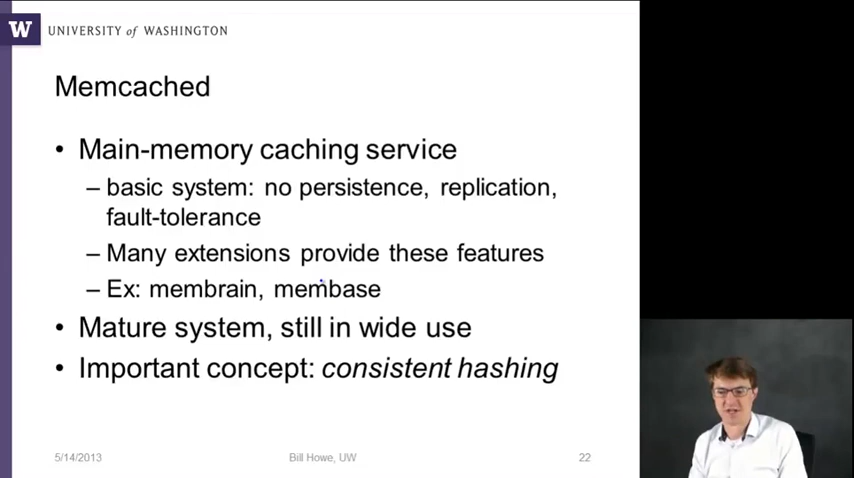 W UNIVERSITY of WASHINGTON
Memcached
• Main-memory caching service
– basic system: no persistence, replication,
fault-tolerance
– Many extensions provide these features
– Ex: membrain, membase
• Mature system, still in wide use
• Important concept: consistent hashing
5/14/2013 Bill Howe, UW 22